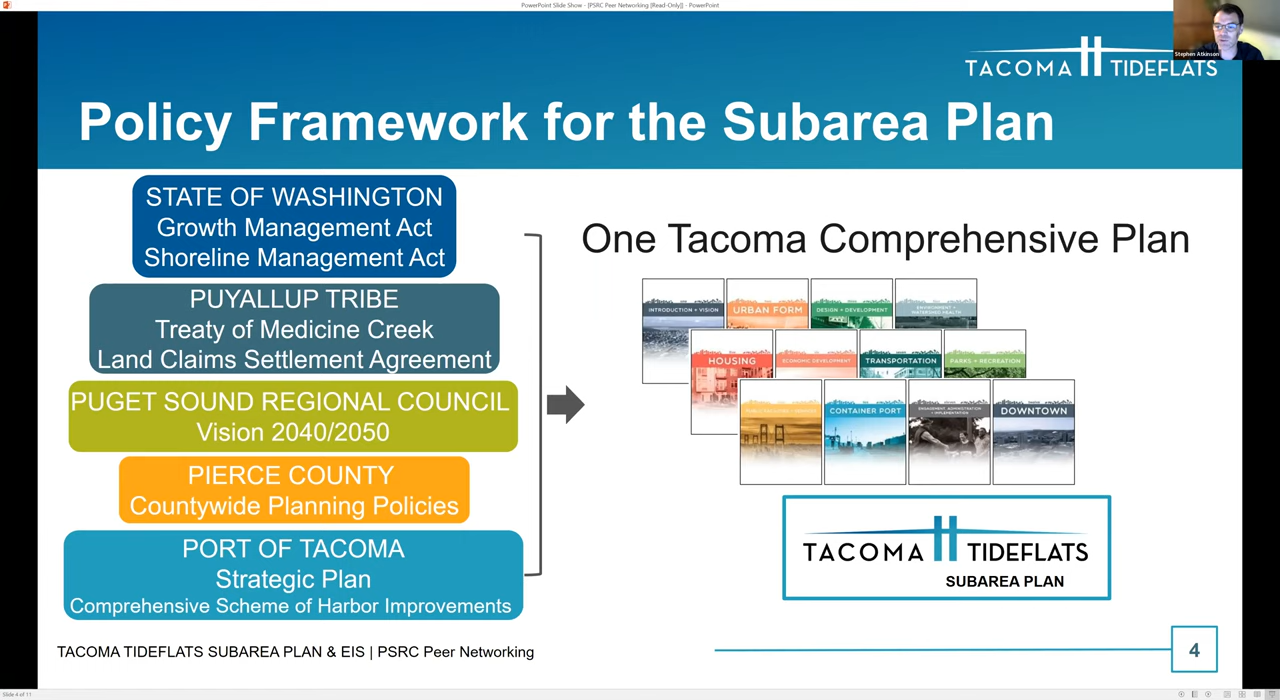 PowerPoint Slide Show - [PSRC Peer Networking [Read-Only]] - PowerPoint
Stephen Atkinson
TACOMA TIDEFLATS
Policy Framework for the Subarea Plan
STATE OF WASHINGTON
Growth Management Act
Shoreline Management Act
PUYALLUP TRIBE
Treaty of Medicine Creek
Land Claims Settlement Agreement
PUGET SOUND REGIONAL COUNCIL
Vision 2040/2050
PIERCE COUNTY
Countywide Planning Policies
PORT OF TACOMA
Strategic Plan
Comprehensive Scheme of Harbor Improvements
One Tacoma Comprehensive Plan
INTRODUCTION + VISION
URBAN FORM
DESIGN + DEVELOPMENT
ENVIRONMENT +
WATERSHED HEALTH
HOUSING
ECONOMIC DEVELOPMENT
TRANSPORTATION
PARKS + RECREATION
PUBLIC FACILITIES + SERVICES
CONTAINER PORT
ENGAGEMENT, ADMINISTRATION
+ IMPLEMENTATION
DOWNTOWN
TACOMA TIDEFLATS
SUBAREA PLAN
TACOMA TIDEFLATS SUBAREA PLAN & EIS | PSRC Peer Networking
4
Slide 4 of 11